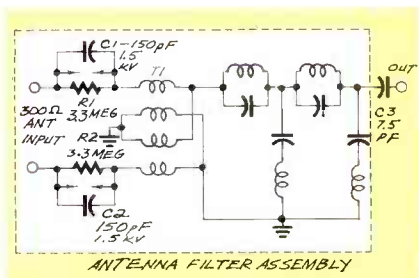 C1-150pF
1.5
KV
R1
3.3MEG
T1
300Ω
ANT
INPUT
R2
3.3MEG
C2
150pF
1.5KV
OUT
C3
7.5
PF
ANTENNA FILTER ASSEMBLY